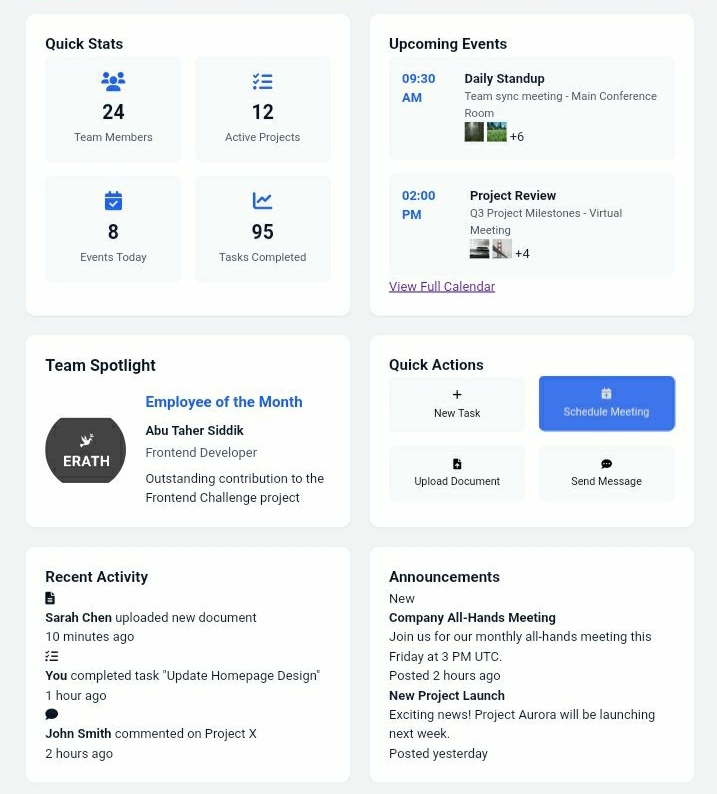 Quick Stats
24
Team Members
12
Active Projects
8
Events Today
95
Tasks Completed
Upcoming Events
09:30
AM
Daily Standup
Team sync meeting - Main Conference
Room
+6
02:00
PM
Project Review
Q3 Project Milestones - Virtual
Meeting
+4
View Full Calendar
Team Spotlight
ERATH
Employee of the Month
Abu Taher Siddik
Frontend Developer
Outstanding contribution to the
Frontend Challenge project
Quick Actions
New Task
Schedule Meeting
Upload Document
Send Message
Recent Activity
Sarah Chen uploaded new document
10 minutes ago
You completed task "Update Homepage Design"
1 hour ago
John Smith commented on Project X
2 hours ago
Announcements
New
Company All-Hands Meeting
Join us for our monthly all-hands meeting this
Friday at 3 PM UTC.
Posted 2 hours ago
New Project Launch
Exciting news! Project Aurora will be launching
next week.
Posted yesterday